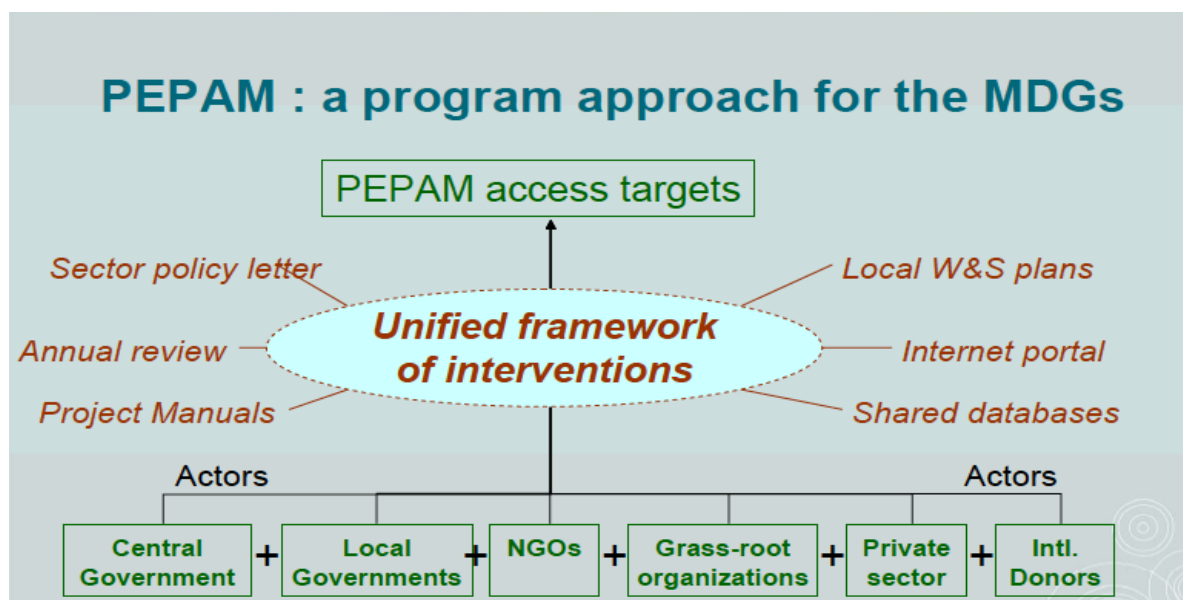 PEPAM : a program approach for the MDGs
PEPAM access targets
Sector policy letter
Local W&S plans
Unified framework
of interventions
Annual review
Internet portal
Project Manuals
Shared databases
Actors
Actors
Central
Government
+
Local
Governments
+
NGOs
+
Grass-root
organizations
+
Private
sector
+
Intl.
Donors